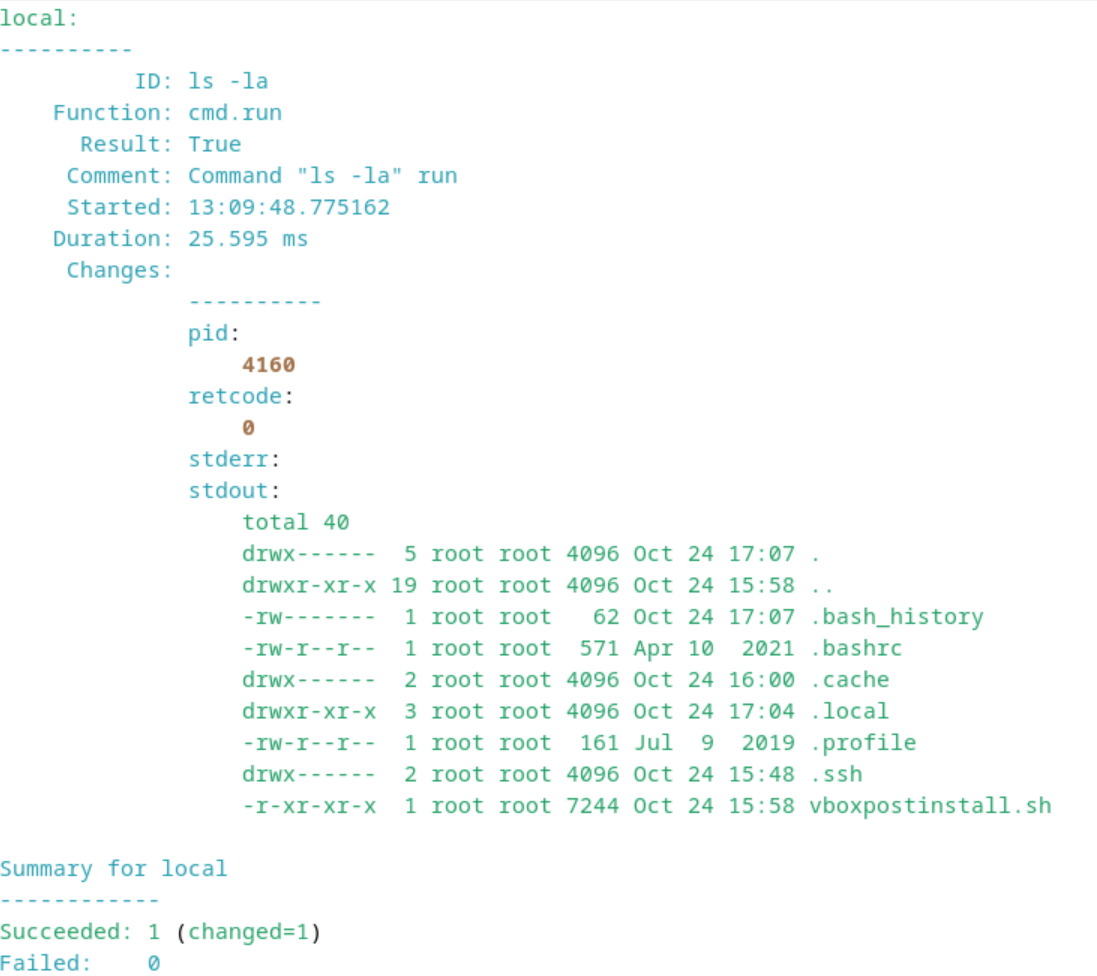 local:
----------
          ID: ls -la
    Function: cmd.run
      Result: True
     Comment: Command "ls -la" run
     Started: 13:09:48.775162
    Duration: 25.595 ms
     Changes:
              ----------
              pid:
                  4160
              retcode:
                  0
              stderr:
              stdout:
                  total 40
                  drwx------  5 root root 4096 Oct 24 17:07 .
                  drwxr-xr-x 19 root root 4096 Oct 24 15:58 ..
                  -rw-------  1 root root   62 Oct 24 17:07 .bash_history
                  -rw-r--r--  1 root root  571 Apr 10  2021 .bashrc
                  drwx------  2 root root 4096 Oct 24 16:00 .cache
                  drwxr-xr-x  3 root root 4096 Oct 24 17:04 .local
                  -rw-r--r--  1 root root  161 Jul  9  2019 .profile
                  drwx------  2 root root 4096 Oct 24 15:48 .ssh
                  -r-xr-xr-x  1 root root 7244 Oct 24 15:58 vboxpostinstall.sh

Summary for local
------------
Succeeded: 1 (changed=1)
Failed:    0